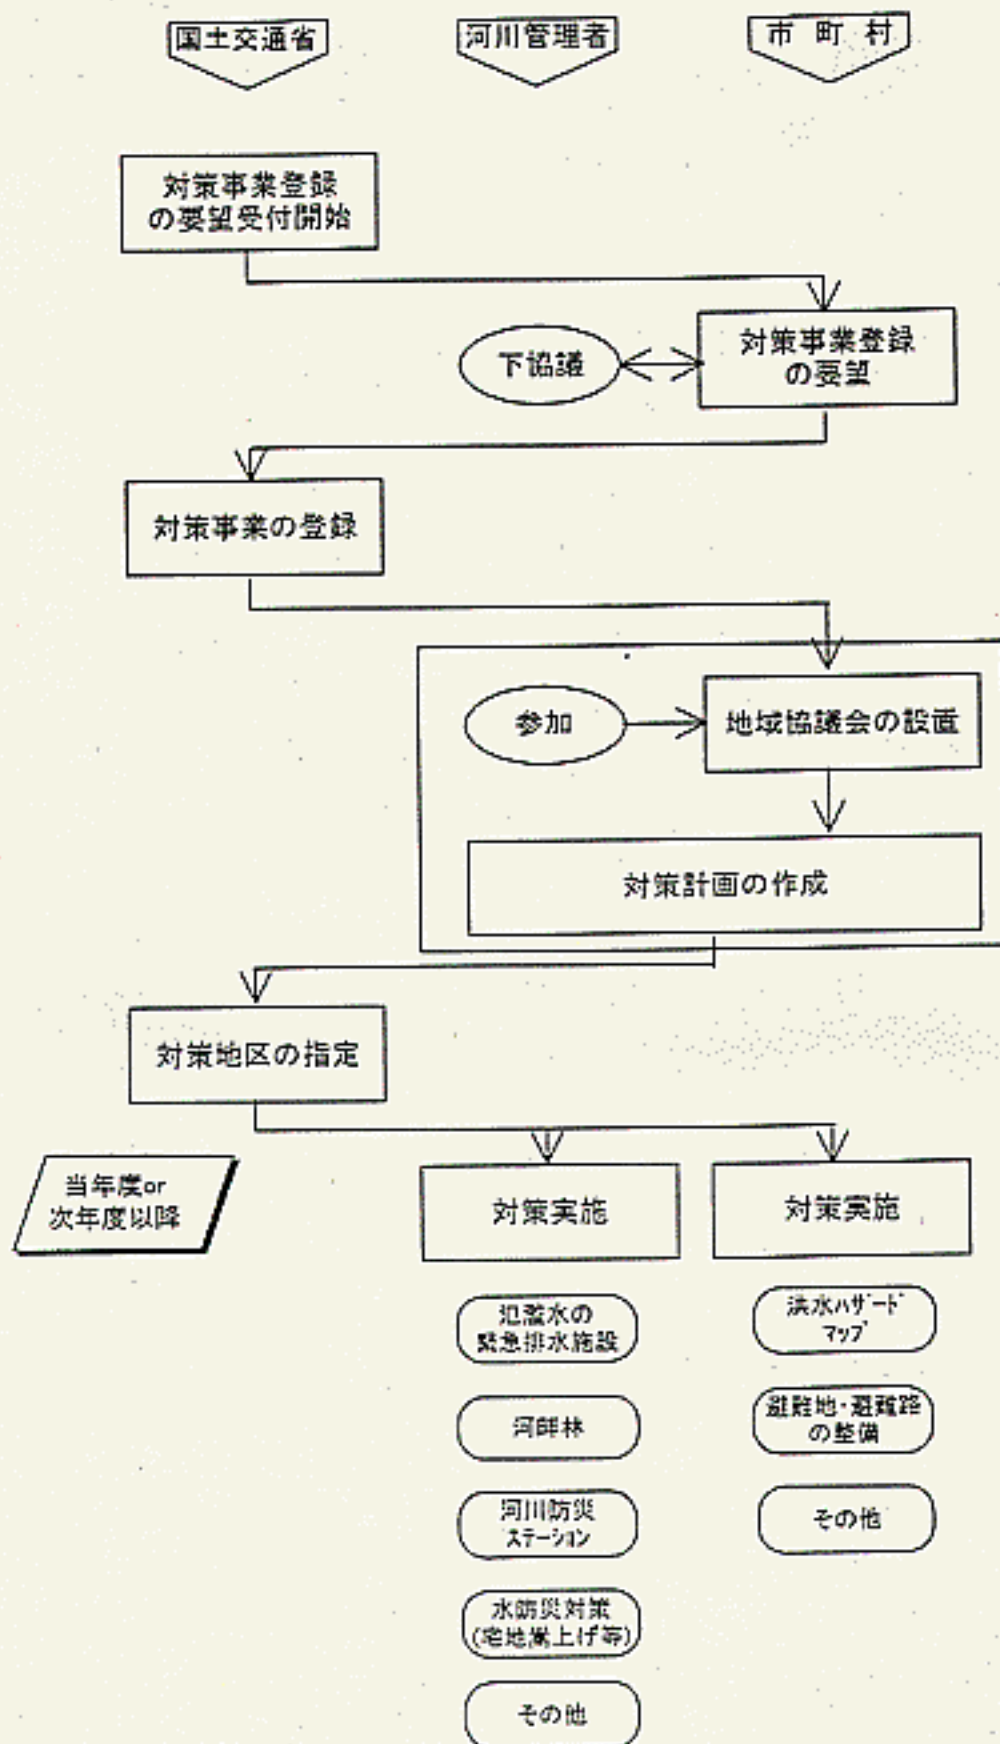 国土交通省
河川管理者
市町村
対策事業登録
の要望受付開始
下協議
対策事業登録
の要望
対策事業の登録
参加
地域協議会の設置
対策計画の作成
対策地区の指定
当年度or
次年度以降
対策実施
対策実施
氾濫水の
緊急排水施設
河畔林
河川防災
ステーション
水防災対策
(宅地嵩上げ等)
その他
洪水ハザード
マップ
避難地・避難路
の整備
その他